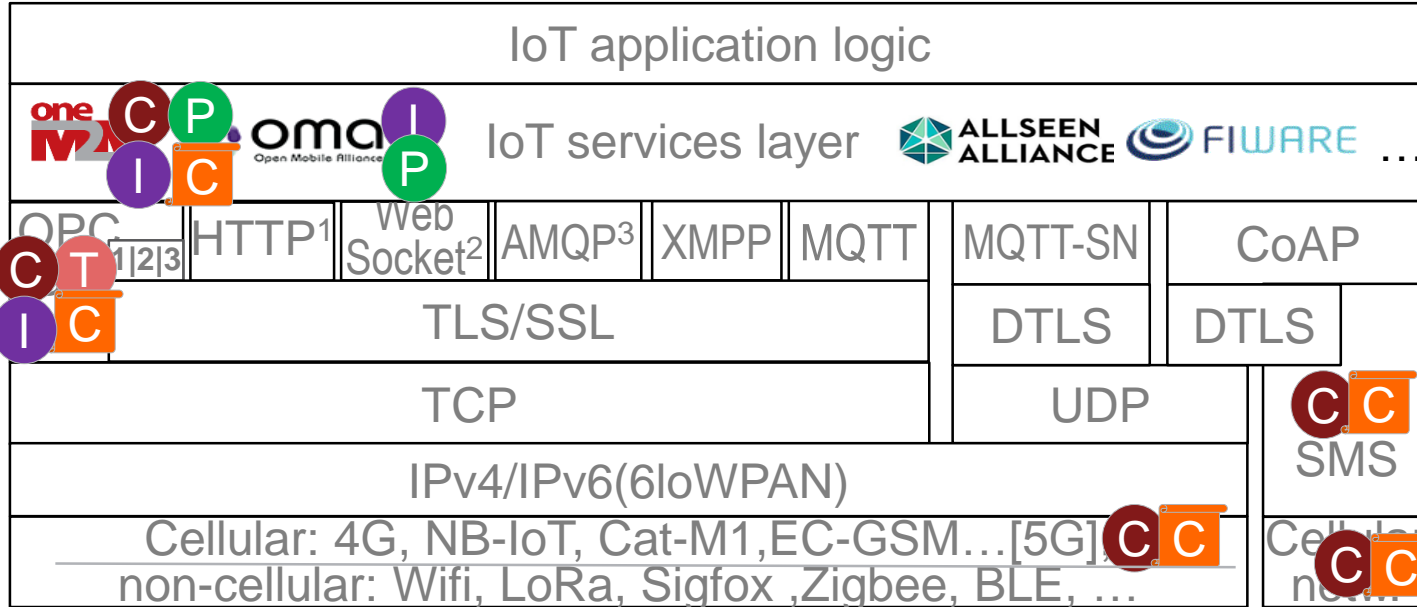 IoT application logic
one M2M C P I C oma Open Mobile Alliance I P IoT services layer ALLSEEN ALLIANCE FIWARE ...
OPC 1|2|3 HTTP1 Web Socket2 AMQP3 XMPP MQTT MQTT-SN CoAP
C T
I C TLS/SSL DTLS DTLS
TCP UDP C C
SMS
IPv4/IPv6(6loWPAN)
Cellular: 4G, NB-IoT, Cat-M1,EC-GSM...[5G], C C
non-cellular: Wifi, LoRa, Sigfox ,Zigbee, BLE, ... C C